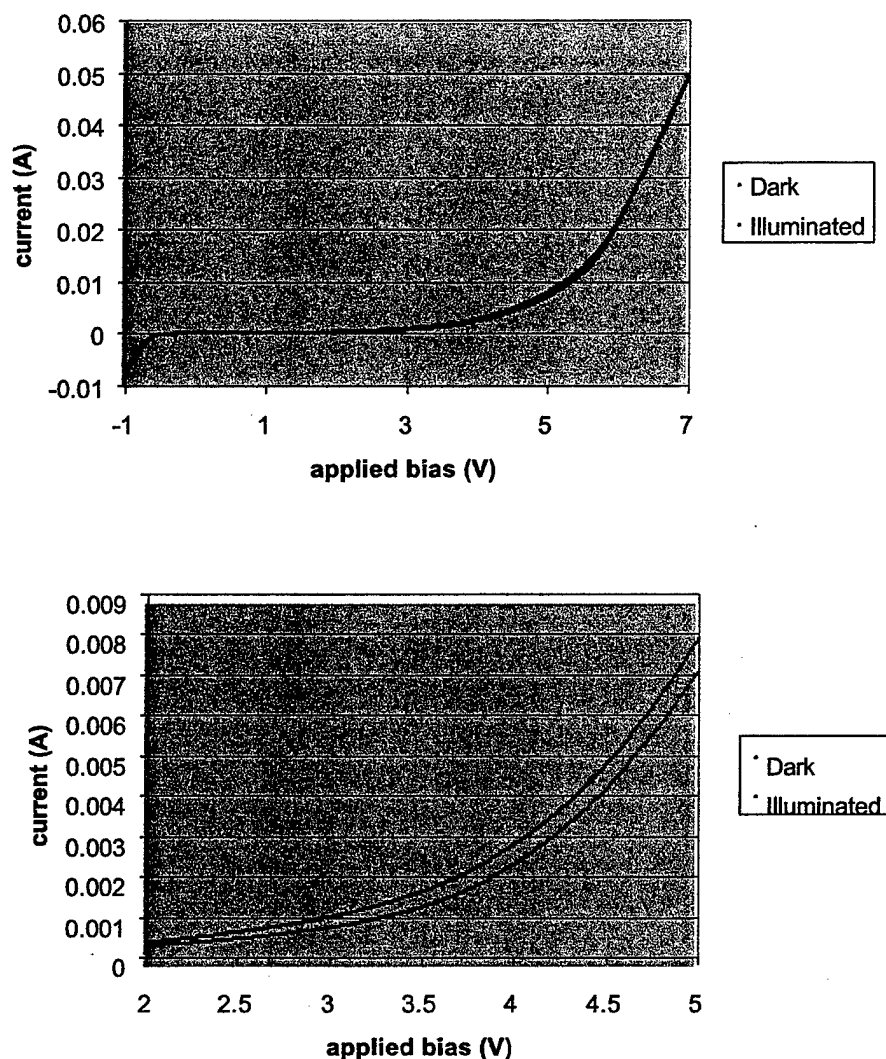 0.06
0.05
0.04
0.03
0.02
0.01
0
-0.01
current (A)
-1 1 3 5 7
applied bias (V)
Dark
Illuminated
0.009
0.008
0.007
0.006
0.005
0.004
0.003
0.002
0.001
0
current (A)
2 2.5 3 3.5 4 4.5 5
applied bias (V)
Dark
Illuminated